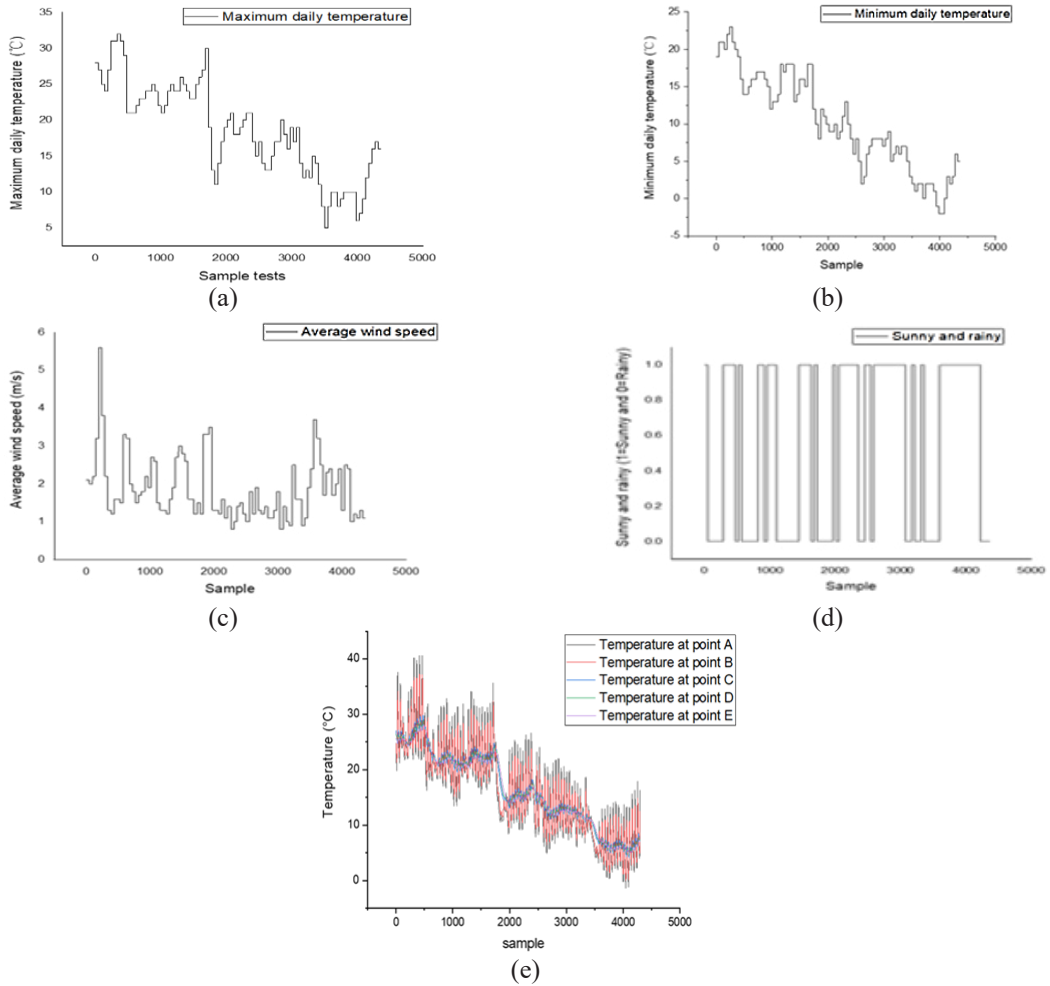 Maximum daily temperature
Maximum daily temperature (℃)
35
30
25
20
15
10
5
0 1000 2000 3000 4000 5000
Sample tests
(a)
Minimum daily temperature
Minimum daily temperature (℃)
25
20
15
10
5
0
-5
0 1000 2000 3000 4000 5000
Sample
(b)
Average wind speed
Average wind speed (m/s)
6
5
4
3
2
1
0
0 1000 2000 3000 4000 5000
Sample
(c)
Sunny and rainy
Sunny and rainy (1=Sunny and 0=Rainy)
1.0
0.8
0.6
0.4
0.2
0.0
0 1000 2000 3000 4000 5000
Sample
(d)
Temperature at point A
Temperature at point B
Temperature at point C
Temperature at point D
Temperature at point E
Temperature (°C)
40
30
20
10
0
0 1000 2000 3000 4000 5000
sample
(e)